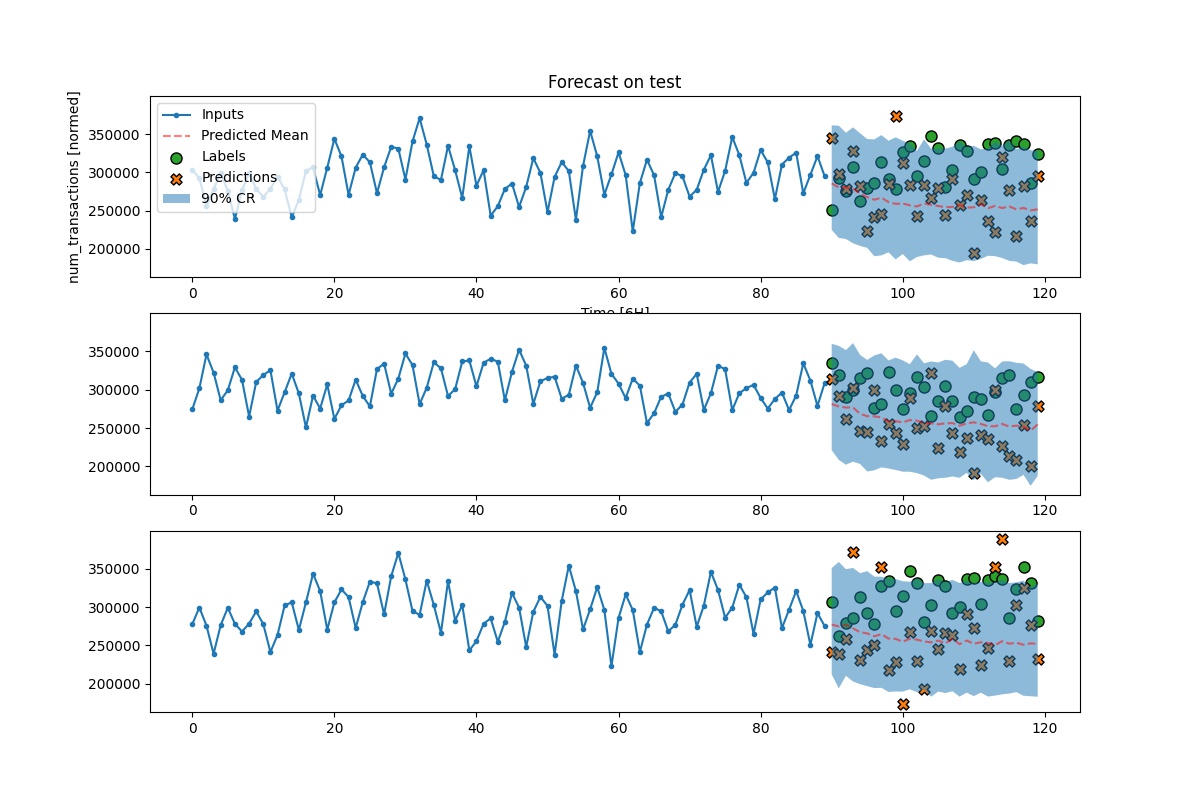 Forecast on test
num_transactions [normed]
350000
300000
250000
200000
Inputs
Predicted Mean
Labels
Predictions
90% CR
0 20 40 60 80 100 120
Time [6H]
350000
300000
250000
200000
0 20 40 60 80 100 120
350000
300000
250000
200000
0 20 40 60 80 100 120